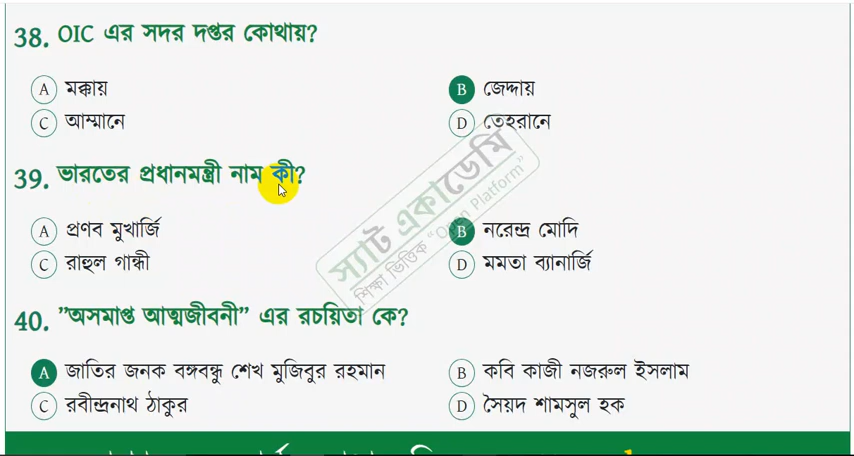 38. OIC এর সদর দপ্তর কোথায়?
A মক্কায় B জেদ্দায়
C আম্মানে D তেহরানে
39. ভারতের প্রধানমন্ত্রী নাম কী?
A প্রণব মুখার্জি B নরেন্দ্র মোদি
C রাহুল গান্ধী D মমতা ব্যানার্জি
স্যাট একাডেমি
শিক্ষা ভিত্তিক "Open Platform"
40. ”অসমাপ্ত আত্মজীবনী” এর রচয়িতা কে?
A জাতির জনক বঙ্গবন্ধু শেখ মুজিবুর রহমান B কবি কাজী নজরুল ইসলাম
C রবীন্দ্রনাথ ঠাকুর D সৈয়দ শামসুল হক